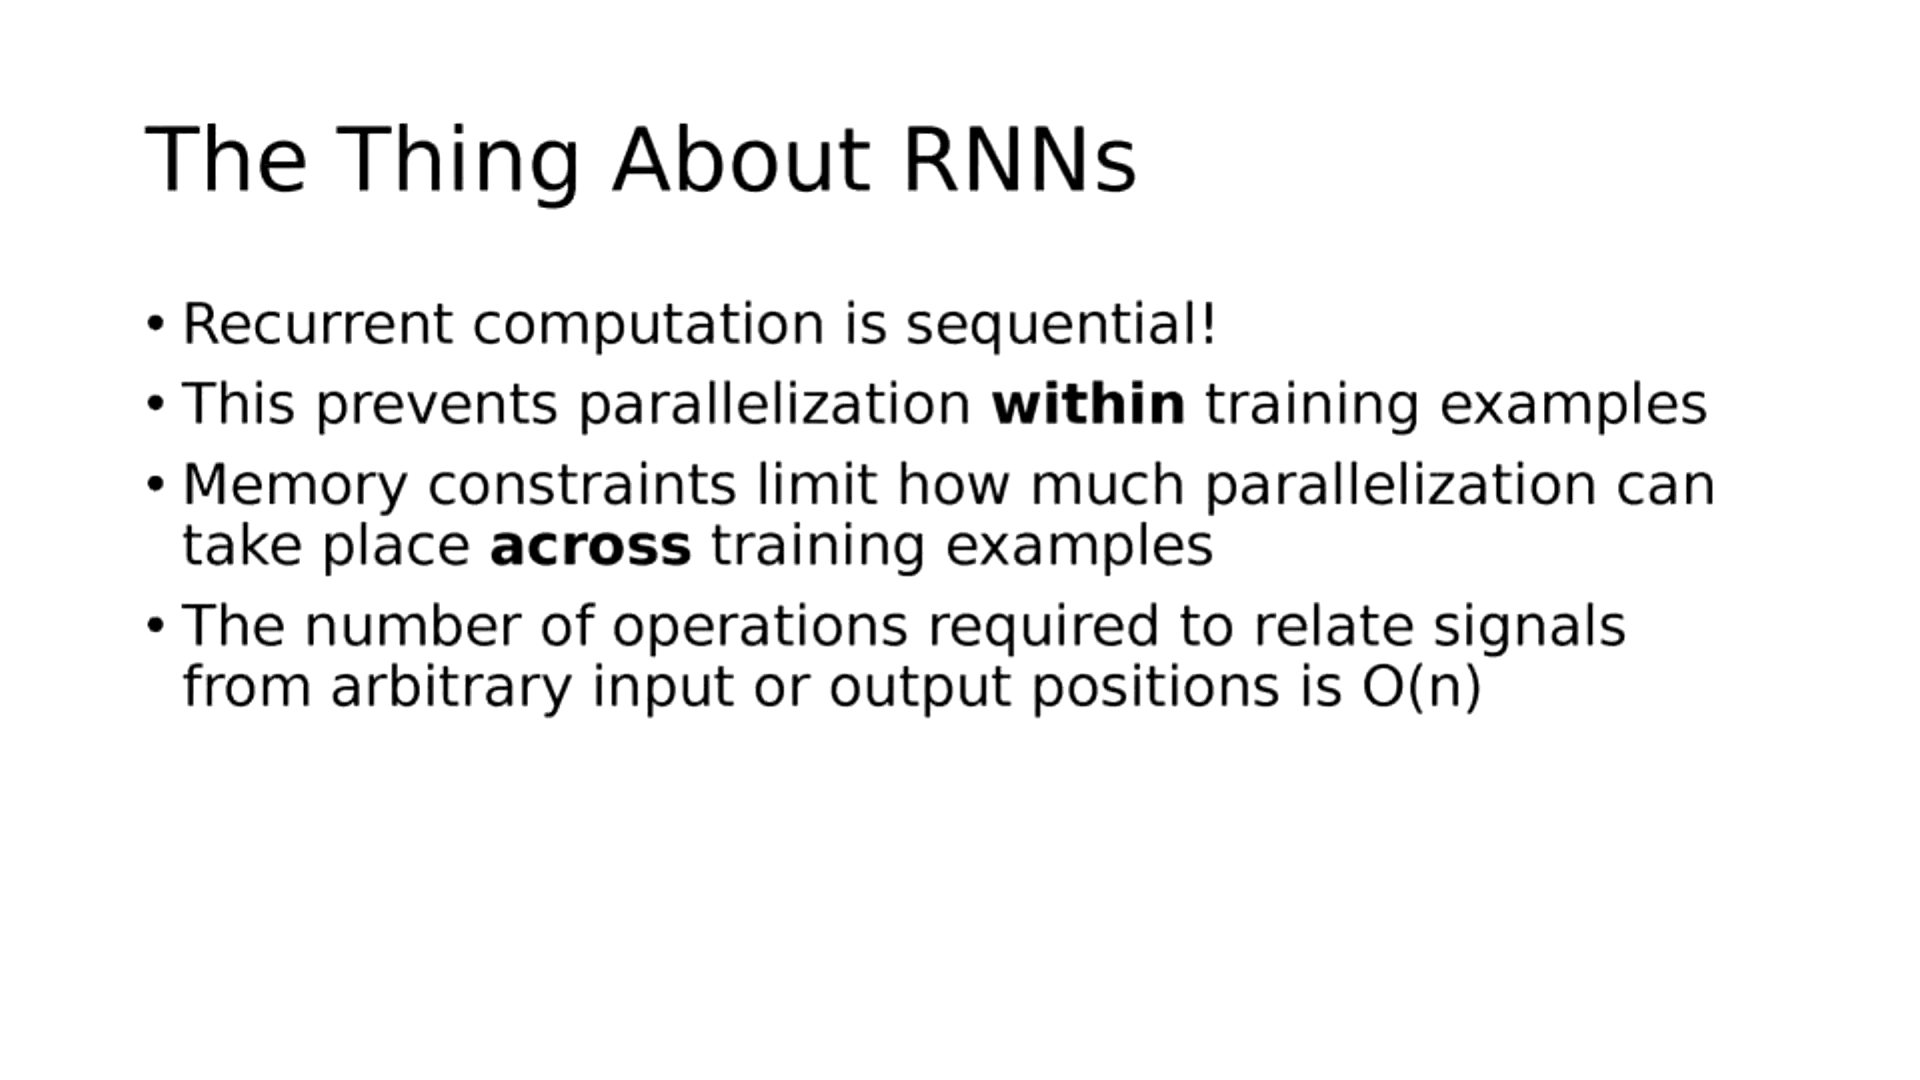 The Thing About RNNs
• Recurrent computation is sequential!
• This prevents parallelization within training examples
• Memory constraints limit how much parallelization can
take place across training examples
• The number of operations required to relate signals
from arbitrary input or output positions is O(n)